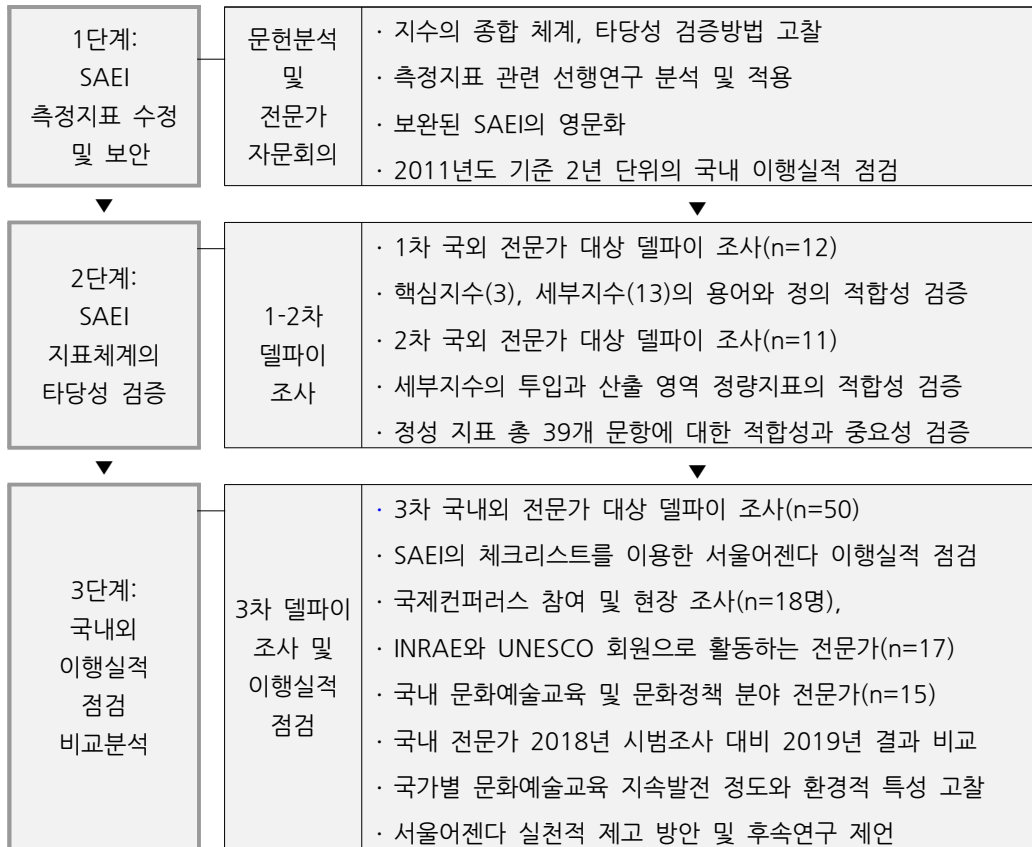 1단계:
SAEI
측정지표 수정
및 보안
문헌분석
및
전문가
자문회의
· 지수의 종합 체계, 타당성 검증방법 고찰
· 측정지표 관련 선행연구 분석 및 적용
· 보완된 SAEI의 영문화
· 2011년도 기준 2년 단위의 국내 이행실적 점검
▼ ▼
2단계:
SAEI
지표체계의
타당성 검증
1-2차
델파이
조사
· 1차 국외 전문가 대상 델파이 조사(n=12)
· 핵심지수(3), 세부지수(13)의 용어와 정의 적합성 검증
· 2차 국외 전문가 대상 델파이 조사(n=11)
· 세부지수의 투입과 산출 영역 정량지표의 적합성 검증
· 정성 지표 총 39개 문항에 대한 적합성과 중요성 검증
▼ ▼
3단계:
국내외
이행실적
점검
비교분석
3차 델파이
조사 및
이행실적
점검
· 3차 국내외 전문가 대상 델파이 조사(n=50)
· SAEI의 체크리스트를 이용한 서울어젠다 이행실적 점검
· 국제컨퍼러스 참여 및 현장 조사(n=18명),
· INRAE와 UNESCO 회원으로 활동하는 전문가(n=17)
· 국내 문화예술교육 및 문화정책 분야 전문가(n=15)
· 국내 전문가 2018년 시범조사 대비 2019년 결과 비교
· 국가별 문화예술교육 지속발전 정도와 환경적 특성 고찰
· 서울어젠다 실천적 제고 방안 및 후속연구 제언